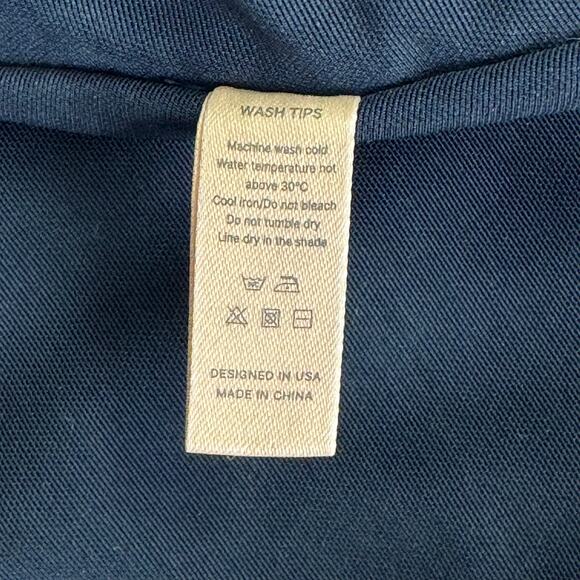 WASH TIPS
Machine wash cold
Water temperature not
above 30°C
Cool iron/Do not bleach
Do not tumble dry
Line dry in the shade
DESIGNED IN USA
MADE IN CHINA